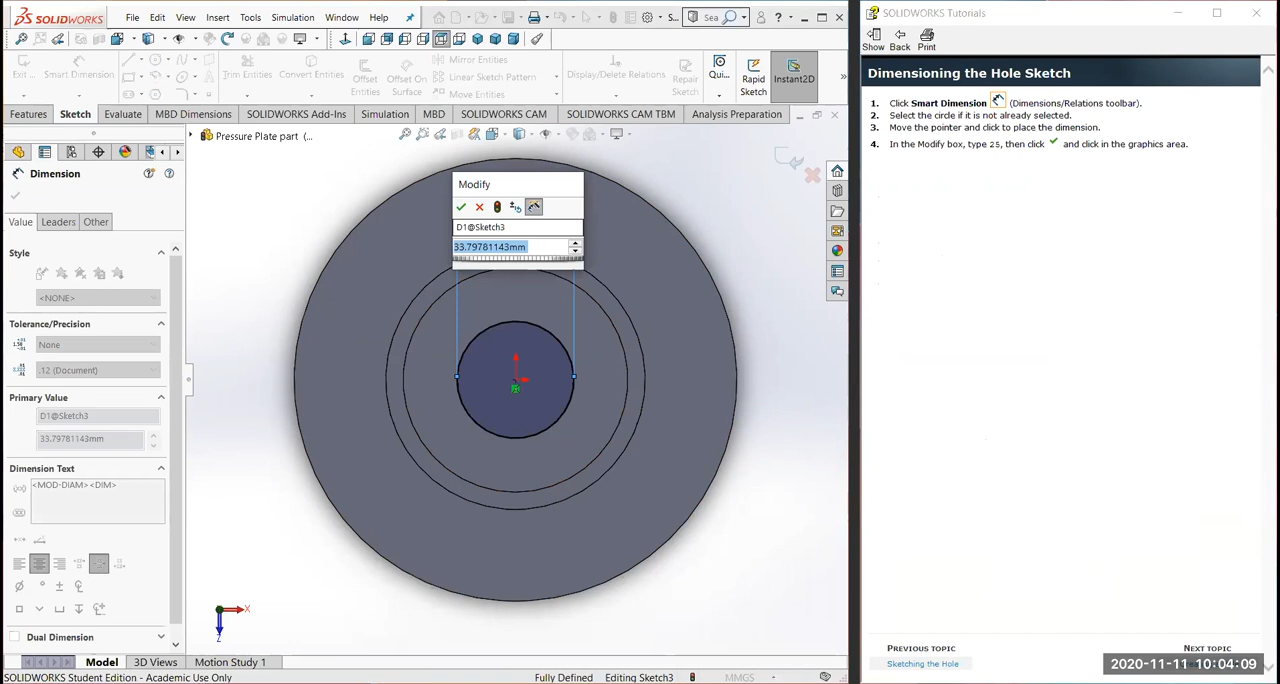 SOLIDWORKS
File
Edit
View
Insert
Tools
Simulation
Window
Help
S...
Sea
Exit ...
Smart Dimension
Trim Entities
Convert Entities
Offset Entities
Offset On Surface
Mirror Entities
Linear Sketch Pattern
Move Entities
Display/Delete Relations
Repair Sketch
Qui...
Rapid Sketch
Instant2D
Features
Sketch
Evaluate
MBD Dimensions
SOLIDWORKS Add-Ins
Simulation
MBD
SOLIDWORKS CAM
SOLIDWORKS CAM TBM
Analysis Preparation
Pressure Plate part (...
Dimension
Value
Leaders
Other
Style
<NONE>
Tolerance/Precision
None
.12 (Document)
Primary Value
D1@Sketch3
33.79781143mm
Dimension Text
<MOD-DIAM><DIM>
Dual Dimension
Modify
D1@Sketch3
33.79781143mm
X
Z
Model
3D Views
Motion Study 1
SOLIDWORKS Student Edition - Academic Use Only
Fully Defined
Editing Sketch3
MMGS
SOLIDWORKS Tutorials
Show
Back
Print
Dimensioning the Hole Sketch
1. Click Smart Dimension (Dimensions/Relations toolbar).
2. Select the circle if it is not already selected.
3. Move the pointer and click to place the dimension.
4. In the Modify box, type 25, then click and click in the graphics area.
PREVIOUS TOPIC
Sketching the Hole
NEXT TOPIC
2020-11-11 10:04:09